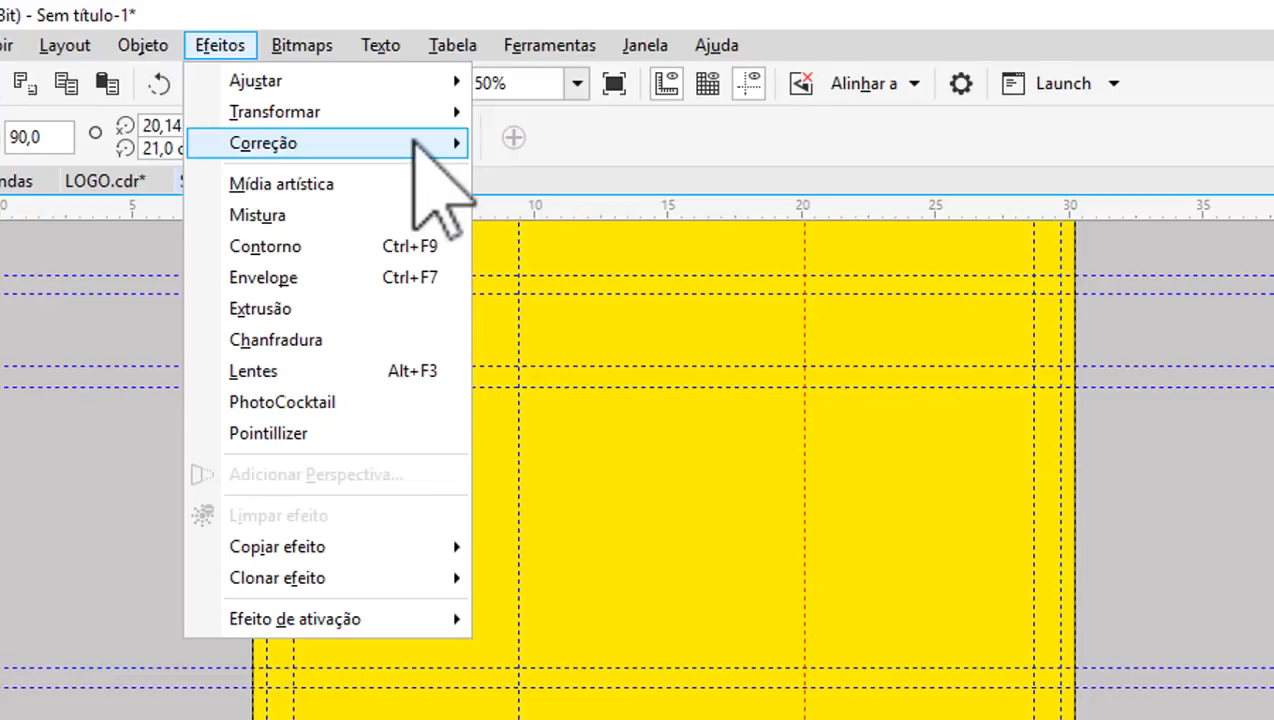 Bit) - Sem título-1*
ir Layout Objeto Efeitos Bitmaps Texto Tabela Ferramentas Janela Ajuda
50% Alinhar a Launch
90,0 20,14
21,0 c
ndas LOGO.cdr*
0 5 10 15 20 25 30 35
Ajustar
Transformar
Correção
Mídia artística
Mistura
Contorno Ctrl+F9
Envelope Ctrl+F7
Extrusão
Chanfradura
Lentes Alt+F3
PhotoCocktail
Pointillizer
Adicionar Perspectiva...
Limpar efeito
Copiar efeito
Clonar efeito
Efeito de ativação